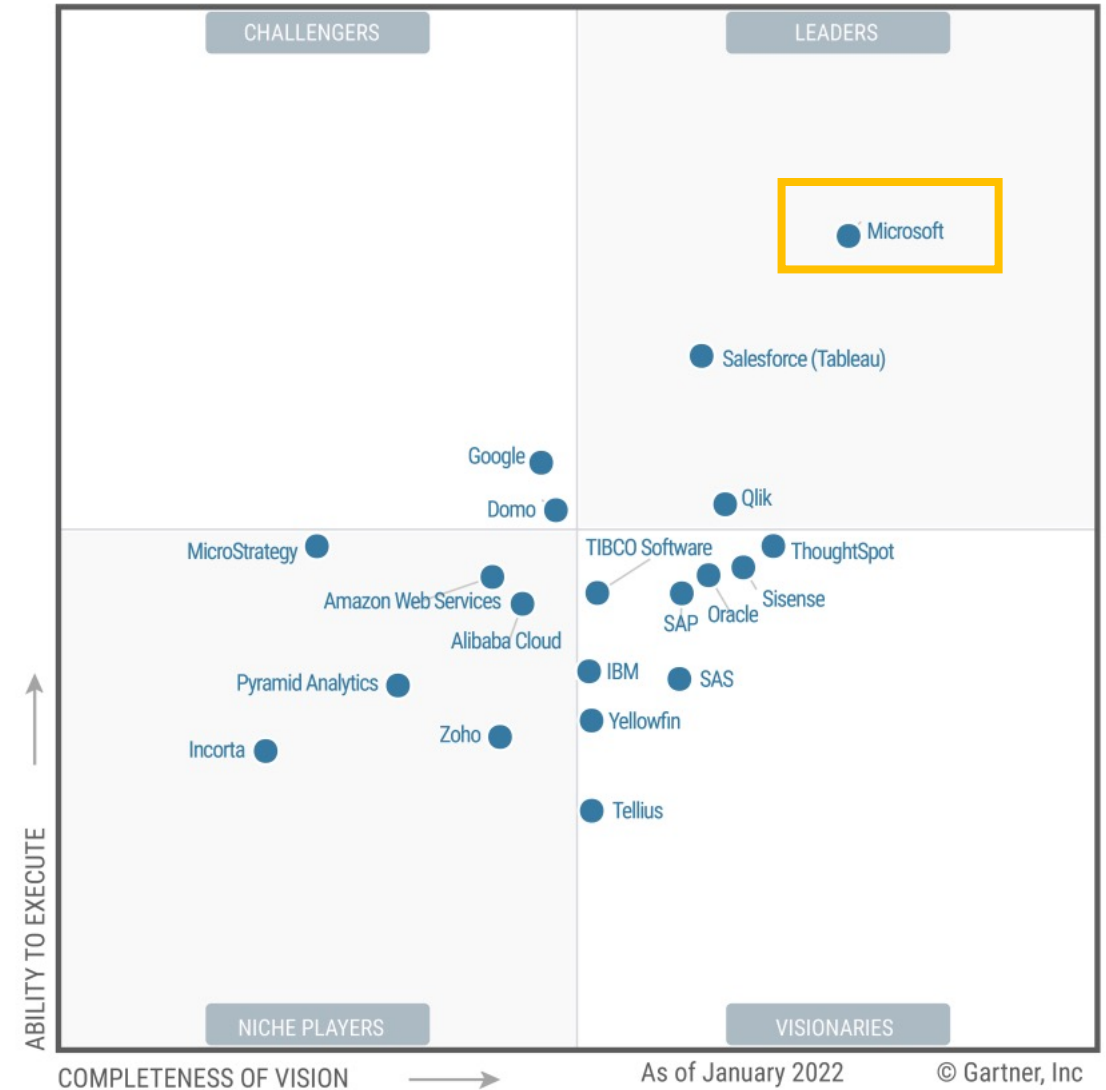 CHALLENGERS
LEADERS
Microsoft
Salesforce (Tableau)
Google
Domo
Qlik
MicroStrategy
TIBCO Software
ThoughtSpot
Amazon Web Services
Sisense
Oracle
SAP
Alibaba Cloud
IBM
SAS
Pyramid Analytics
Yellowfin
Zoho
Incorta
Tellius
ABILITY TO EXECUTE
NICHE PLAYERS
VISIONARIES
COMPLETENESS OF VISION
As of January 2022
© Gartner, Inc